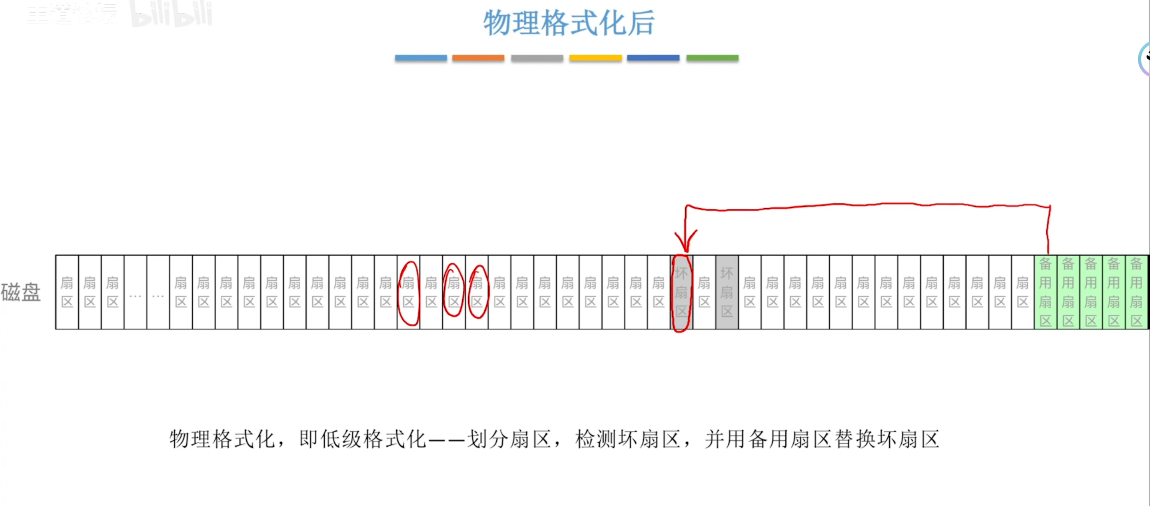 bilibili
物理格式化后
磁盘
扇区 扇区 扇区 … … 扇区 扇区 扇区 扇区 扇区 扇区 扇区 扇区 扇区 扇区 扇区 扇区 扇区 扇区 扇区 扇区 扇区 扇区 扇区 扇区 扇区 扇区 坏扇区 扇区 坏扇区 扇区 扇区 扇区 扇区 扇区 扇区 扇区 扇区 扇区 扇区 扇区 扇区 扇区 备用扇区 备用扇区 备用扇区 备用扇区 备用扇区
物理格式化，即低级格式化——划分扇区，检测坏扇区，并用备用扇区替换坏扇区